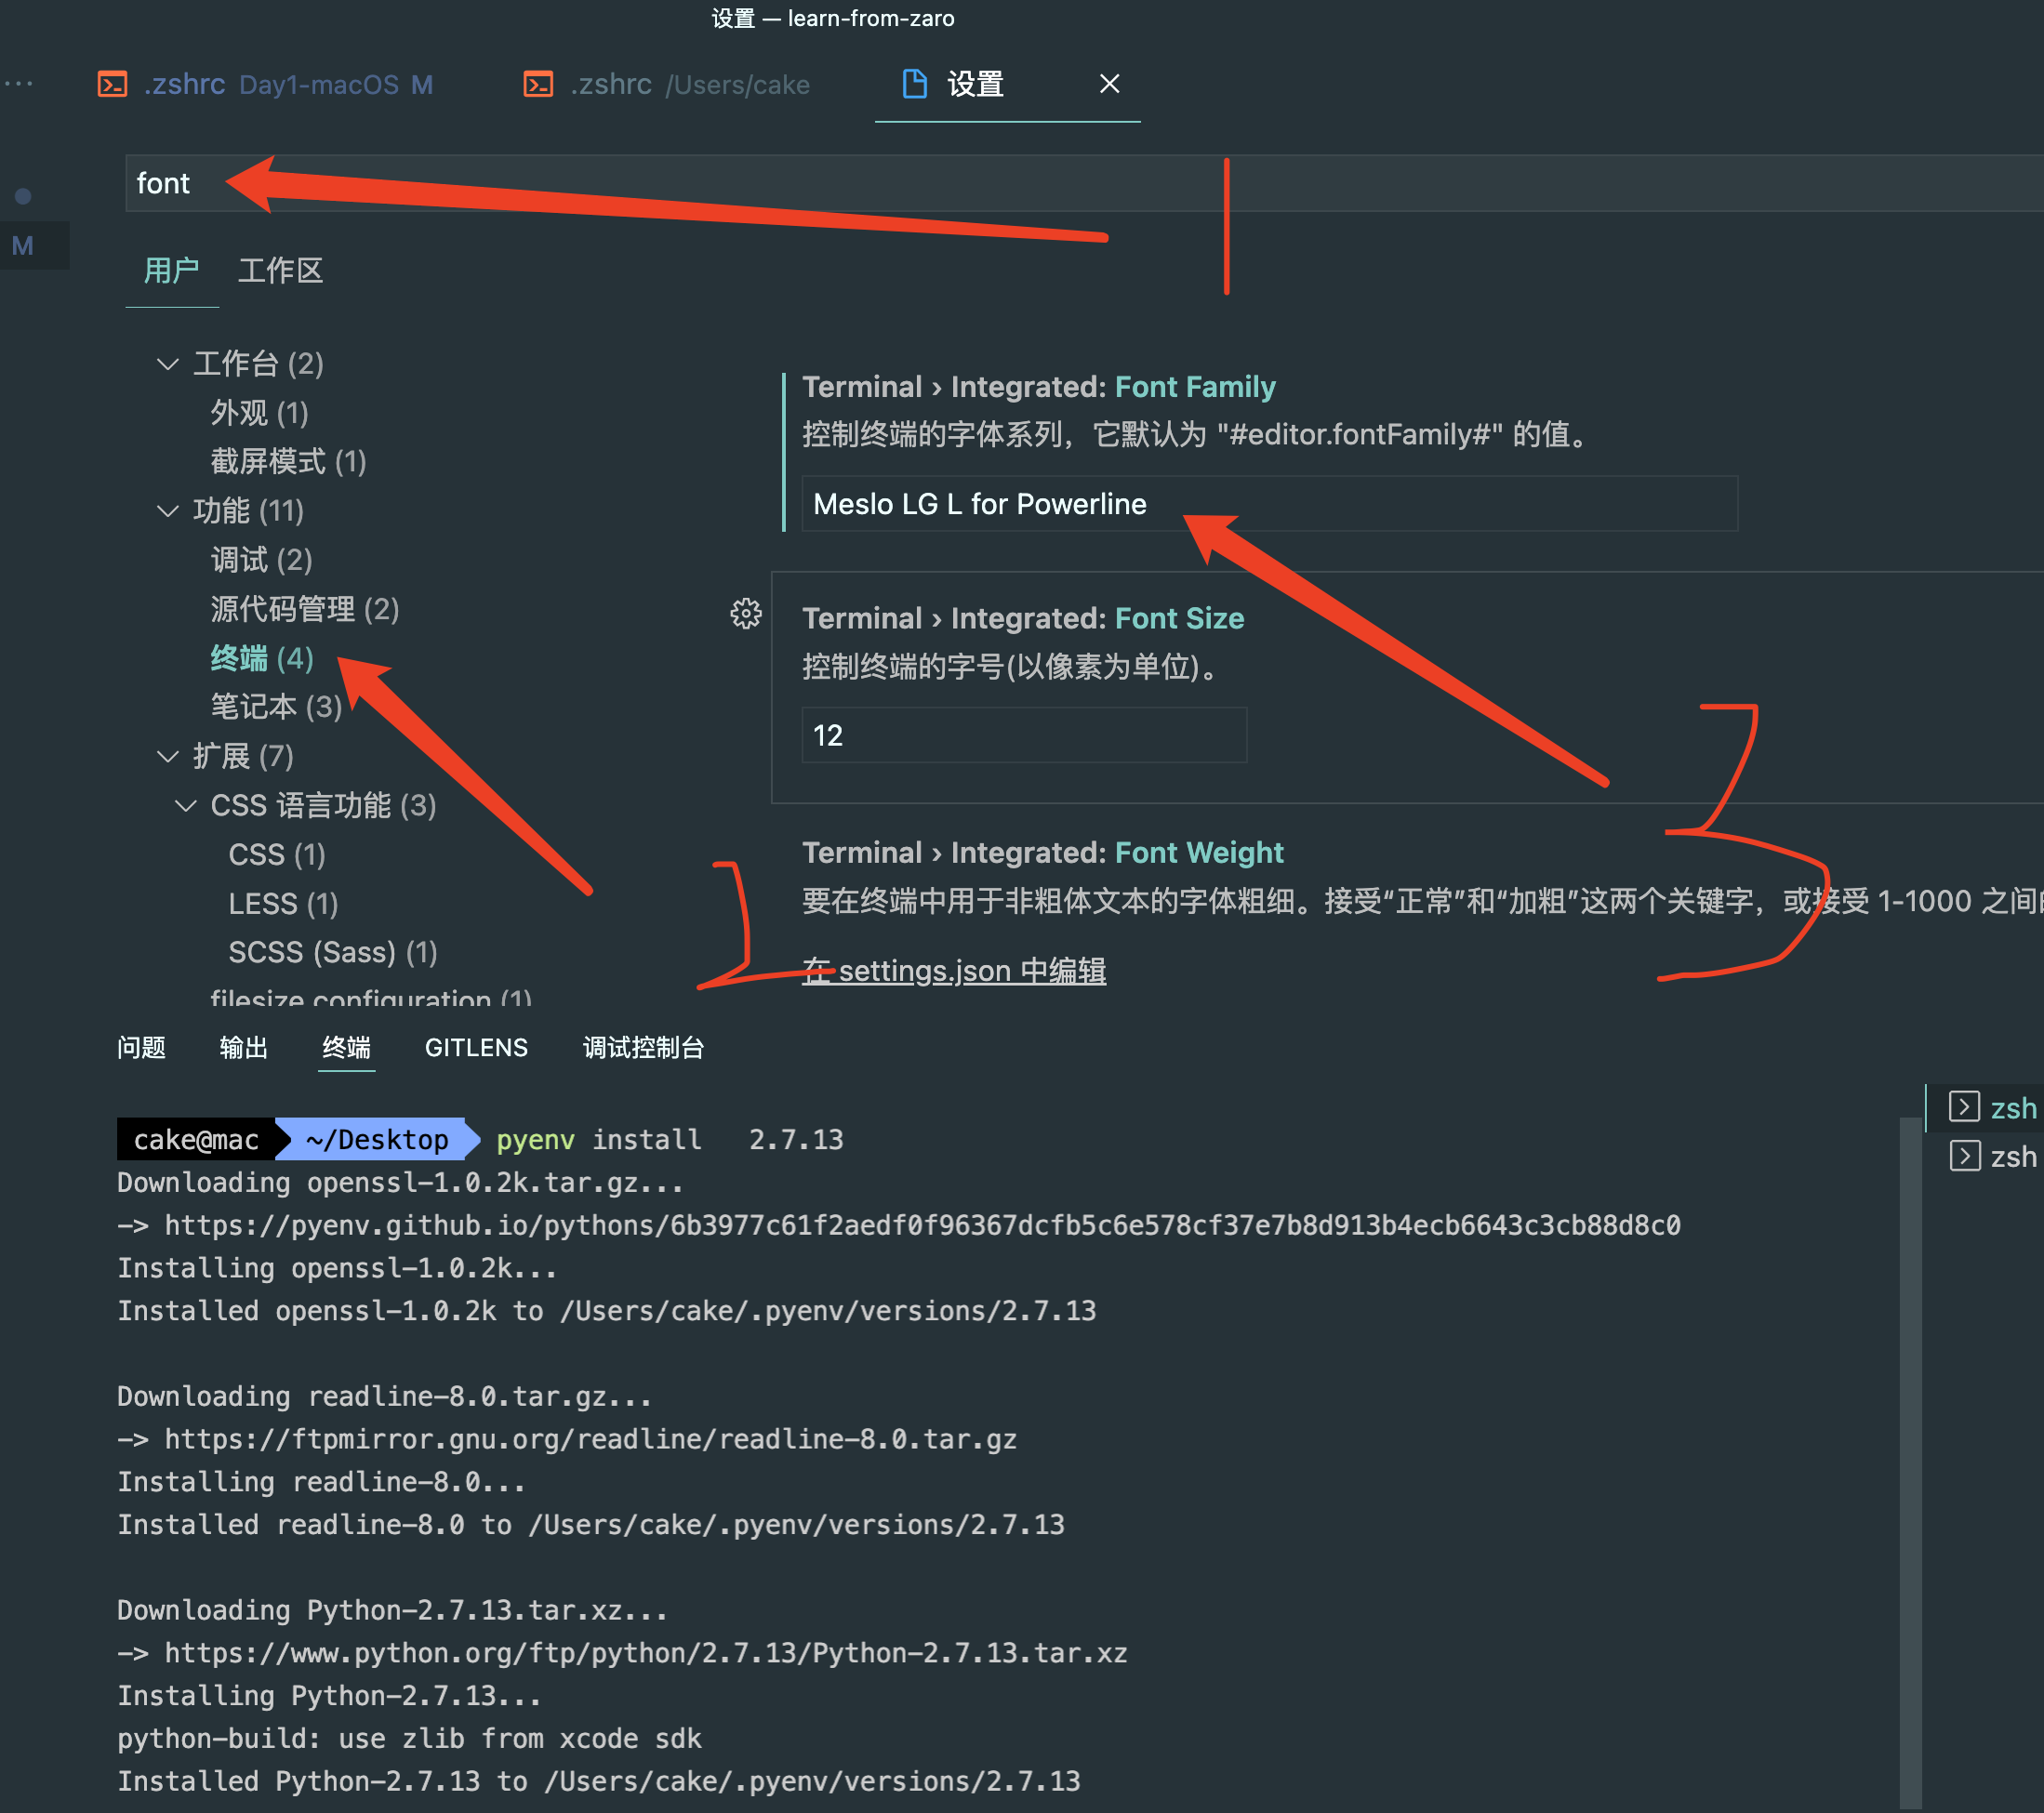 设置 — learn-from-zaro
.zshrc Day1-macOS M
.zshrc /Users/cake
设置
font
M
用户 工作区
工作台 (2)
外观 (1)
截屏模式 (1)
功能 (11)
调试 (2)
源代码管理 (2)
终端 (4)
笔记本 (3)
扩展 (7)
CSS 语言功能 (3)
CSS (1)
LESS (1)
SCSS (Sass) (1)
filesize configuration (1)
Terminal › Integrated: Font Family
控制终端的字体系列，它默认为 "#editor.fontFamily#" 的值。
Meslo LG L for Powerline
Terminal › Integrated: Font Size
控制终端的字号(以像素为单位)。
12
Terminal › Integrated: Font Weight
要在终端中用于非粗体文本的字体粗细。接受“正常”和“加粗”这两个关键字，或接受 1-1000 之间
在 settings.json 中编辑
问题 输出 终端 GITLENS 调试控制台
cake@mac ~/Desktop pyenv install 2.7.13
Downloading openssl-1.0.2k.tar.gz...
-> https://pyenv.github.io/pythons/6b3977c61f2aedf0f96367dcfb5c6e578cf37e7b8d913b4ecb6643c3cb88d8c0
Installing openssl-1.0.2k...
Installed openssl-1.0.2k to /Users/cake/.pyenv/versions/2.7.13
Downloading readline-8.0.tar.gz...
-> https://ftpmirror.gnu.org/readline/readline-8.0.tar.gz
Installing readline-8.0...
Installed readline-8.0 to /Users/cake/.pyenv/versions/2.7.13
Downloading Python-2.7.13.tar.xz...
-> https://www.python.org/ftp/python/2.7.13/Python-2.7.13.tar.xz
Installing Python-2.7.13...
python-build: use zlib from xcode sdk
Installed Python-2.7.13 to /Users/cake/.pyenv/versions/2.7.13
zsh
zsh